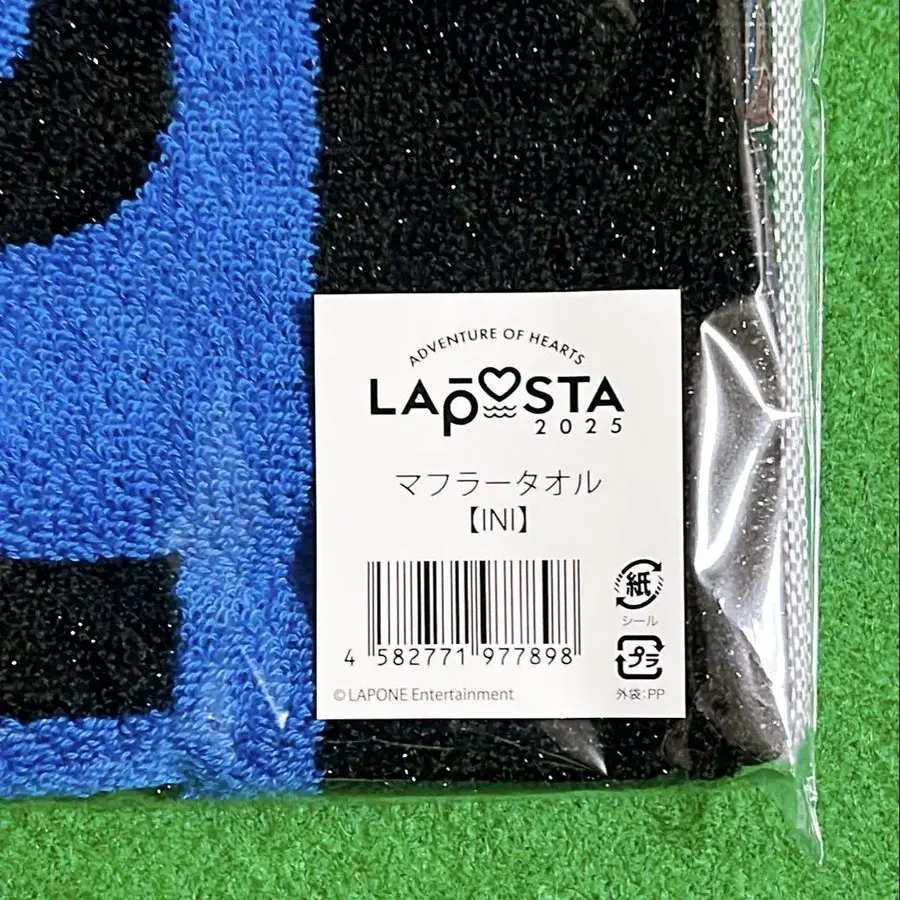 ADVENTURE OF HEARTS
LAPOSTA
2025
マフラータオル
【INI】
4 582771 977898
紙
シール
プラ
外袋:PP
© LAPONE Entertainment